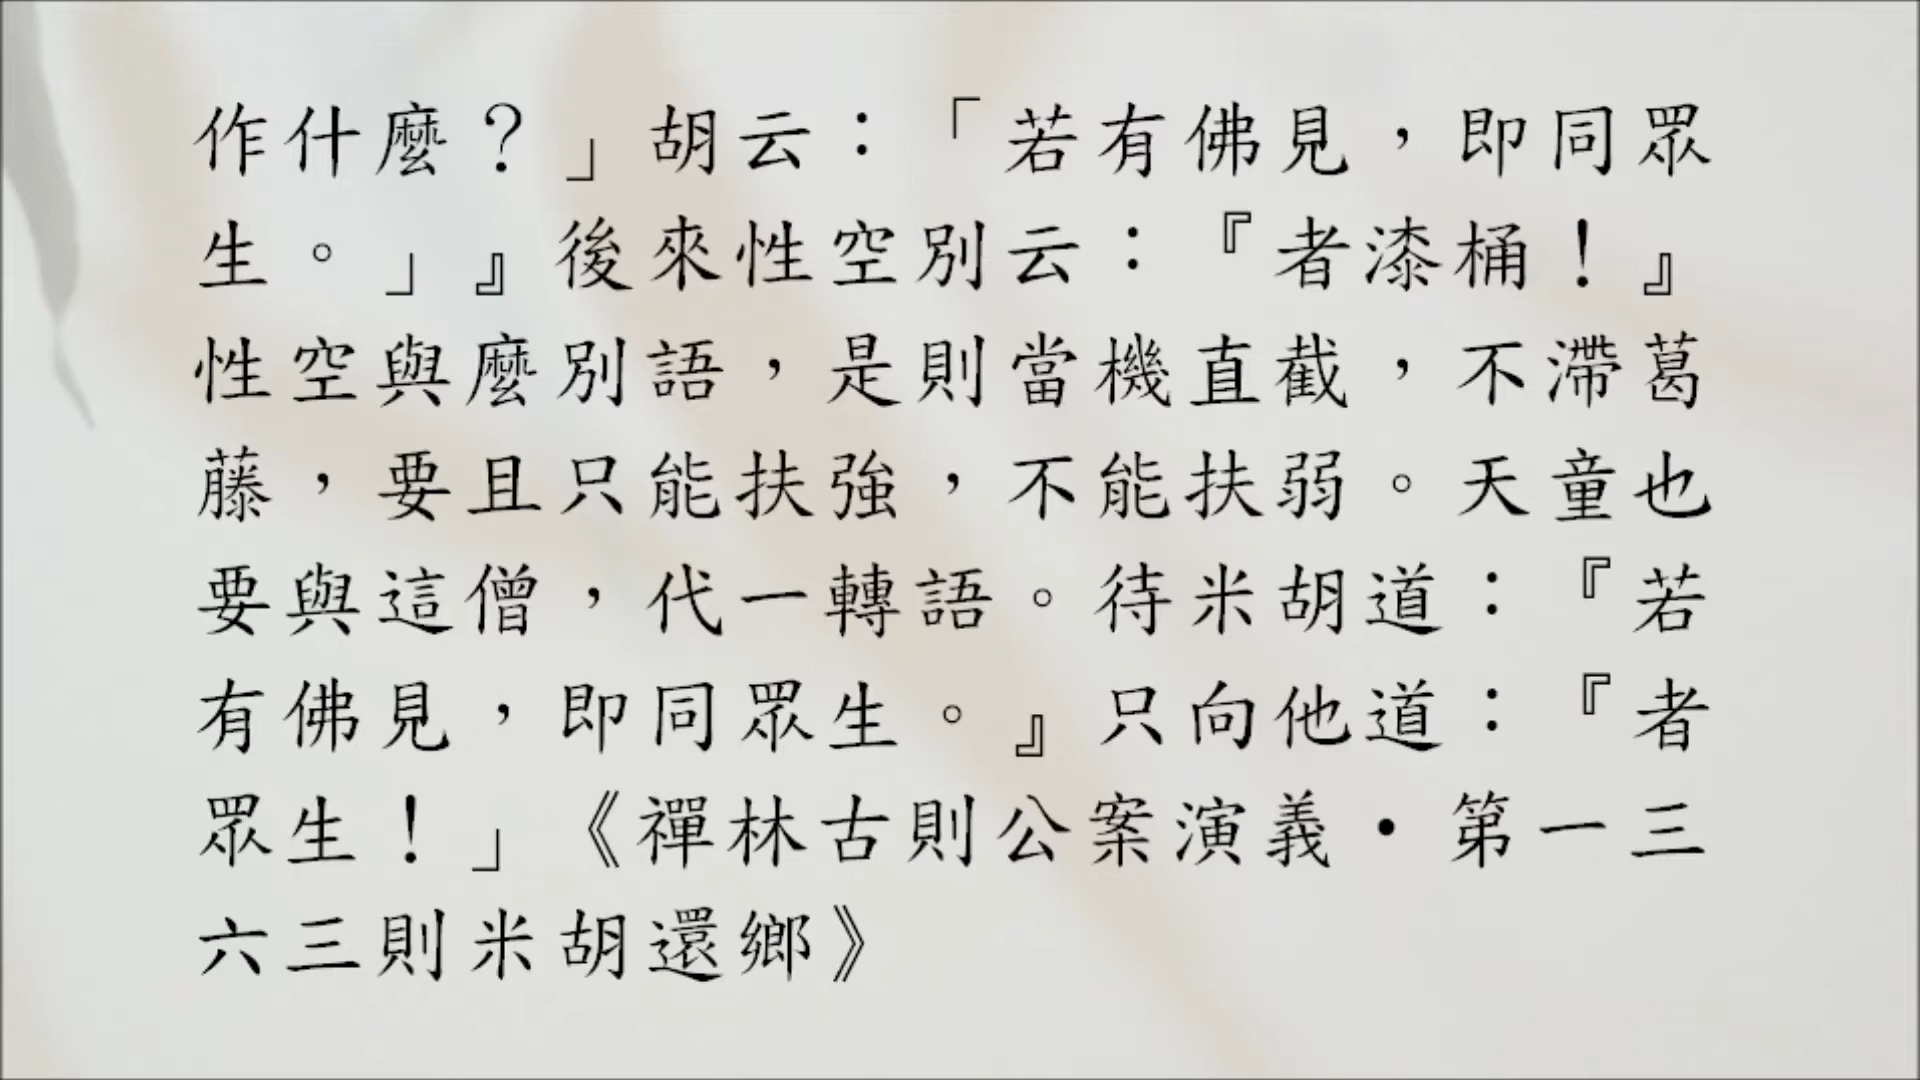 作什麼？」胡云：「若有佛見，即同眾
生。」』後來性空別云：『者漆桶！』
性空與麼別語，是則當機直截，不滯葛
藤，要且只能扶強，不能扶弱。天童也
要與這僧，代一轉語。待米胡道：『若
有佛見，即同眾生。』只向他道：『者
眾生！」《禪林古則公案演義·第一三
六三則米胡還鄉》